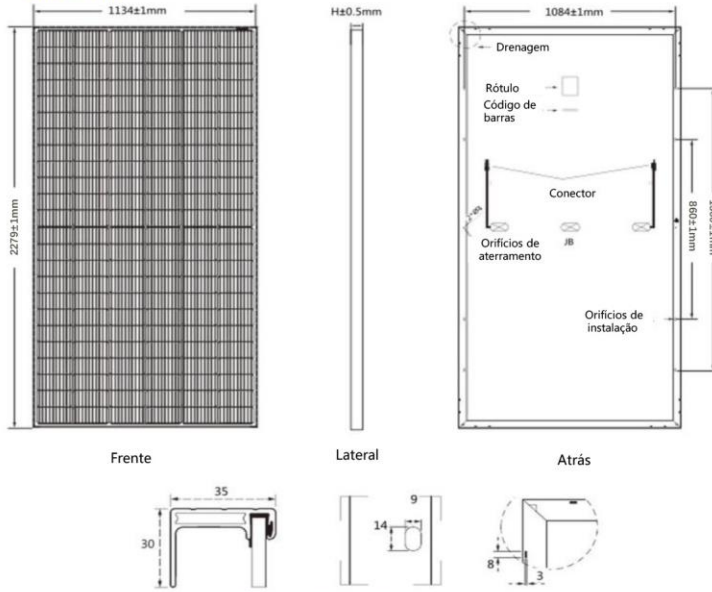 1134±1mm
H±0.5mm
1084±1mm
Drenagem
Rótulo
Código de
barras
Conector
2279±1mm
860±1mm
Orifícios de
aterramento
JB
Orifícios de
instalação
Frente
Lateral
Atrás
35
30
9
14
8
3